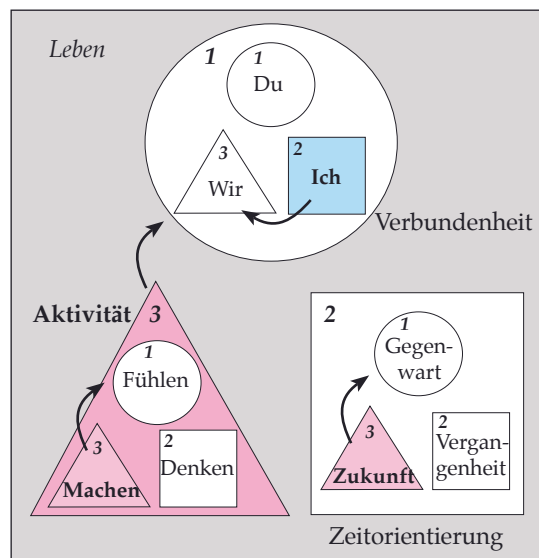 Leben
1
1
Du
3
Wir
2
Ich
Verbundenheit
Aktivität
3
1
Fühlen
3
Machen
2
Denken
2
1
Gegen-
wart
3
Zukunft
2
Vergan-
genheit
Zeitorientierung